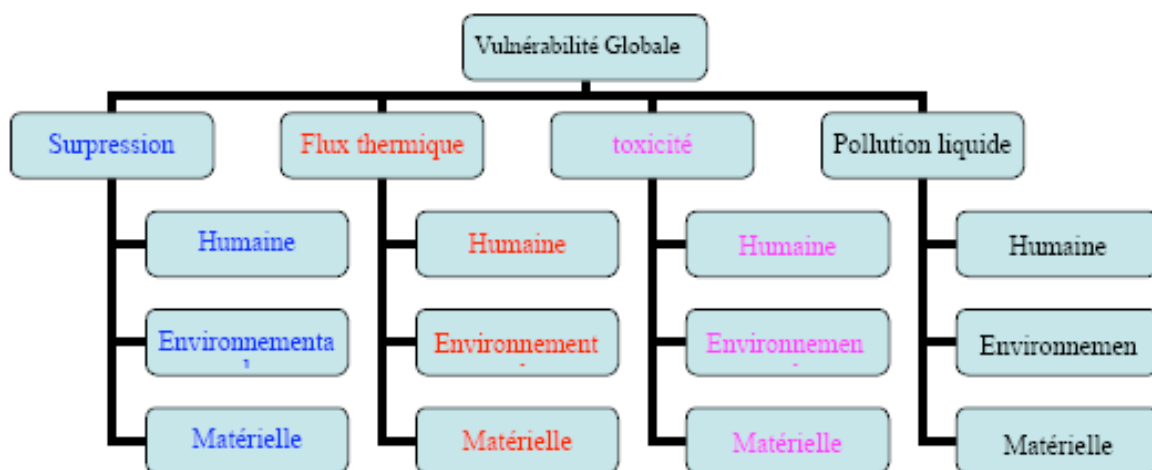 Vulnérabilité Globale
Surpression
Flux thermique
toxicité
Pollution liquide
Humaine
Humaine
Humaine
Humaine
Environnementa
Environnement
Environnemen
Environnemen
Matérielle
Matérielle
Matérielle
Matérielle